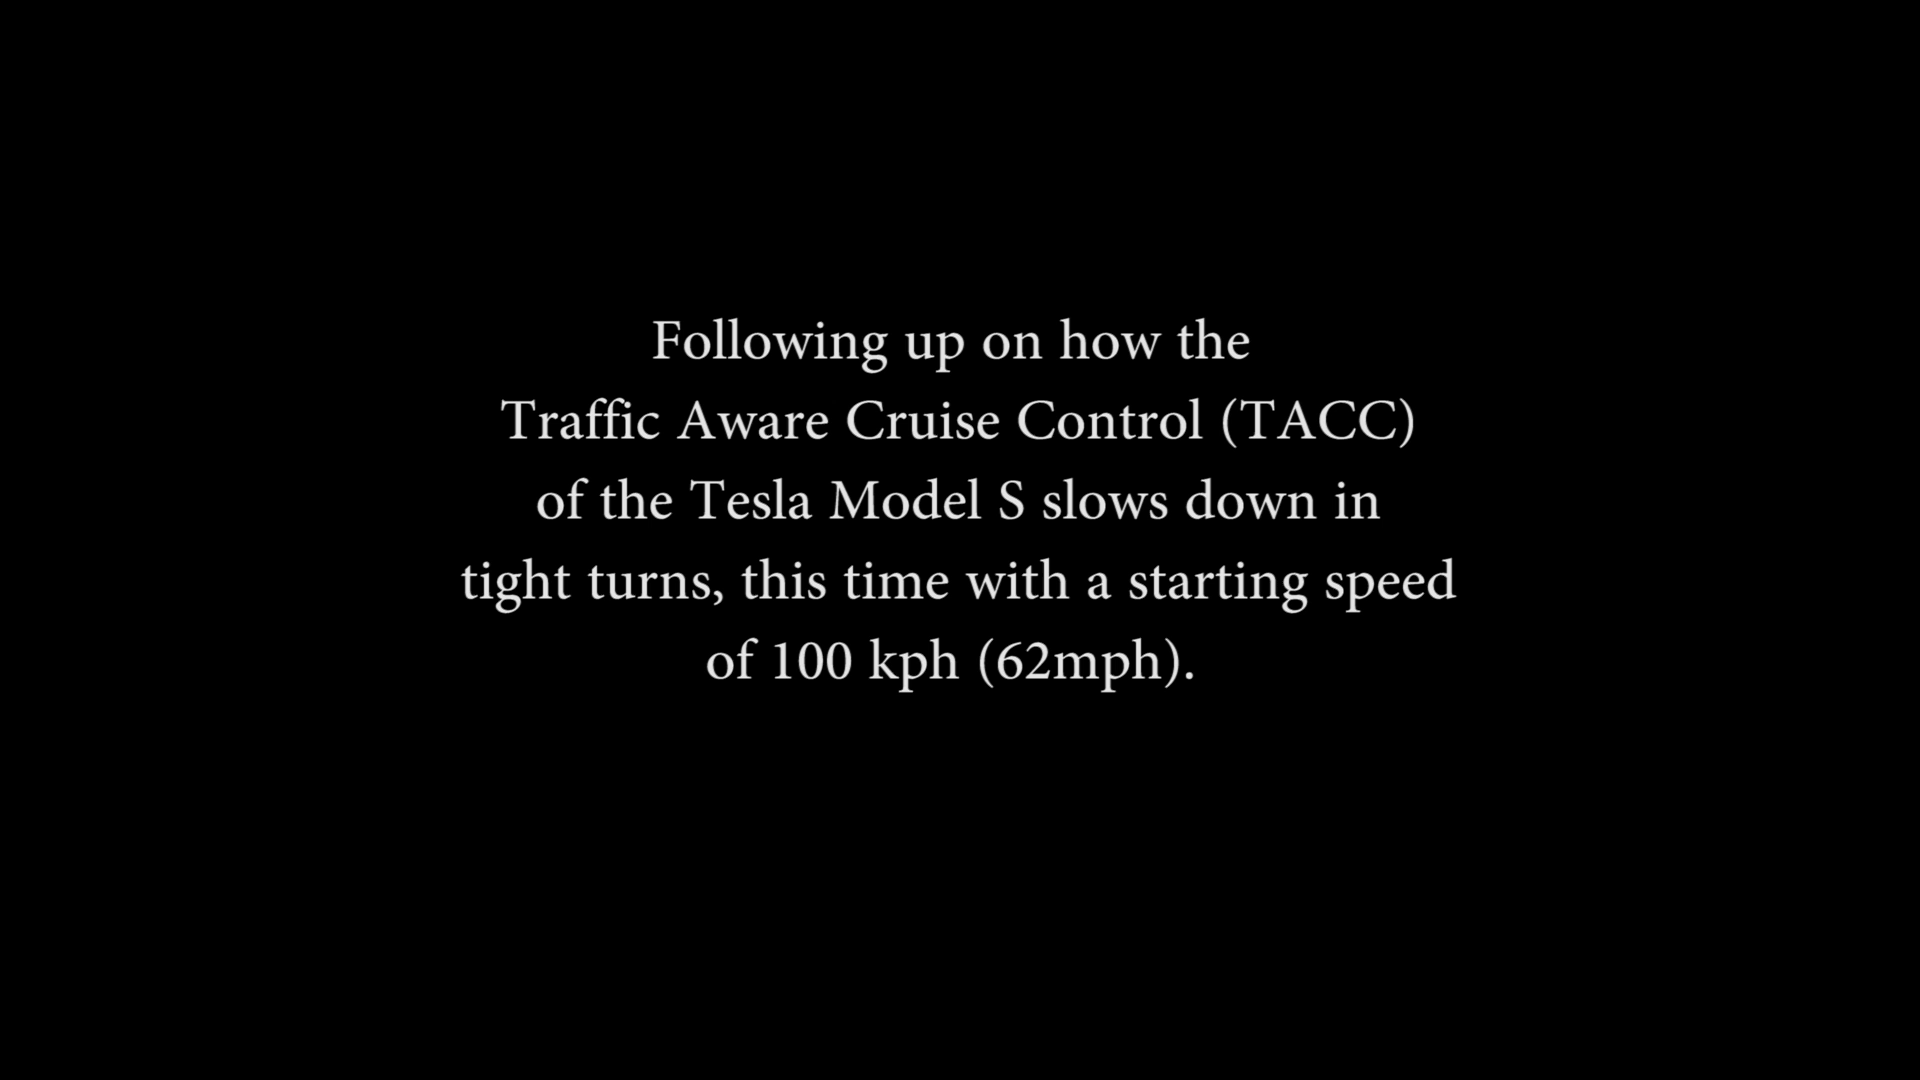 Following up on how the
Traffic Aware Cruise Control (TACC)
of the Tesla Model S slows down in
tight turns, this time with a starting speed
of 100 kph (62mph).